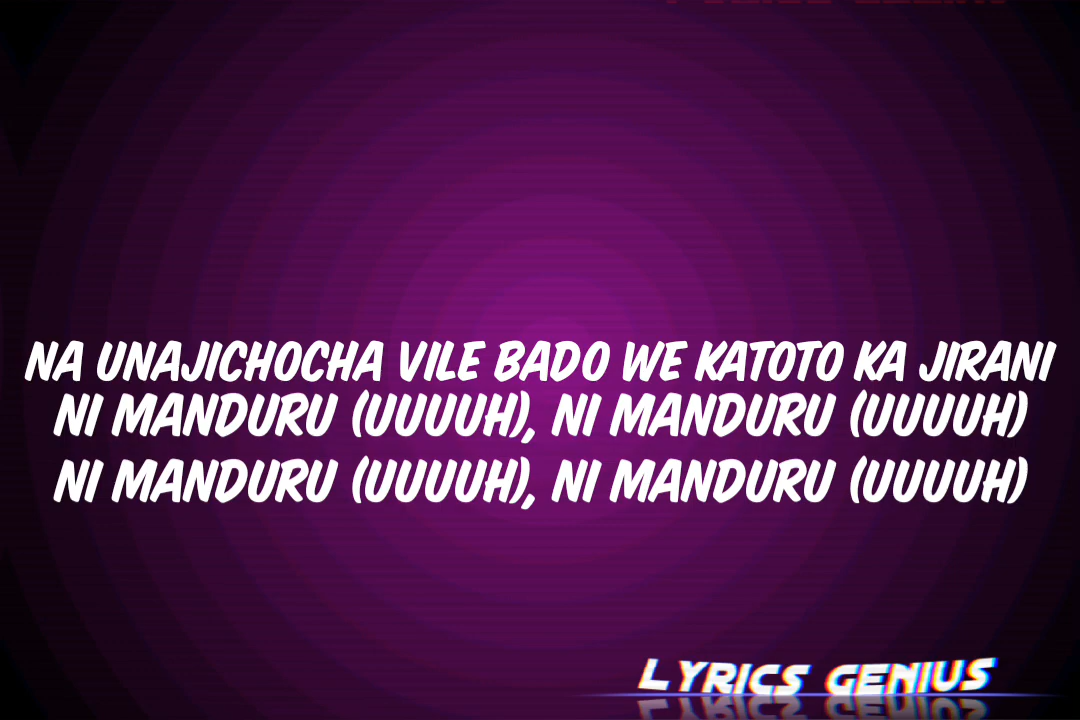 NA UNAJICHOCHA VILE BADO WE KATOTO KA JIRANI
NI MANDURU (UUUUH), NI MANDURU (UUUUH)
NI MANDURU (UUUUH), NI MANDURU (UUUUH)
LYRICS GENIUS